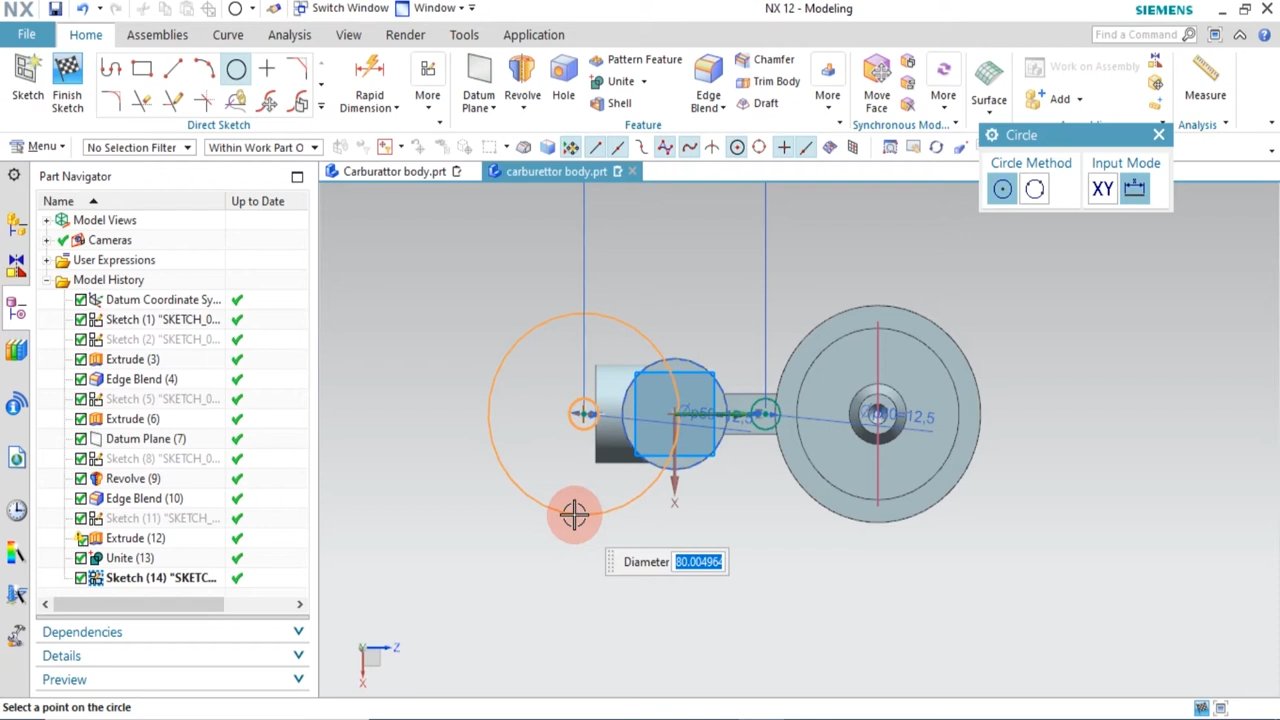 NX
Switch Window
Window
NX 12 - Modeling
SIEMENS
File
Home
Assemblies
Curve
Analysis
View
Render
Tools
Application
Find a Command
Sketch
Finish Sketch
Direct Sketch
Rapid Dimension
More
Datum Plane
Revolve
Hole
Pattern Feature
Unite
Shell
Feature
Edge Blend
Chamfer
Trim Body
Draft
More
Move Face
Synchronous Mod...
More
Surface
Work on Assembly
Add
Measure
Analysis
Menu
No Selection Filter
Within Work Part O
Circle
Circle Method
Input Mode
XY
Part Navigator
Carburattor body.prt
carburettor body.prt
Name
Up to Date
Model Views
Cameras
User Expressions
Model History
Datum Coordinate Sy...
Sketch (1) "SKETCH_0...
Sketch (2) "SKETCH_0...
Extrude (3)
Edge Blend (4)
Sketch (5) "SKETCH_0...
Extrude (6)
Datum Plane (7)
Sketch (8) "SKETCH_0...
Revolve (9)
Edge Blend (10)
Sketch (11) "SKETCH_...
Extrude (12)
Unite (13)
Sketch (14) "SKETC...
Dependencies
Details
Preview
X
Diameter 80.004964
Z
X
Select a point on the circle